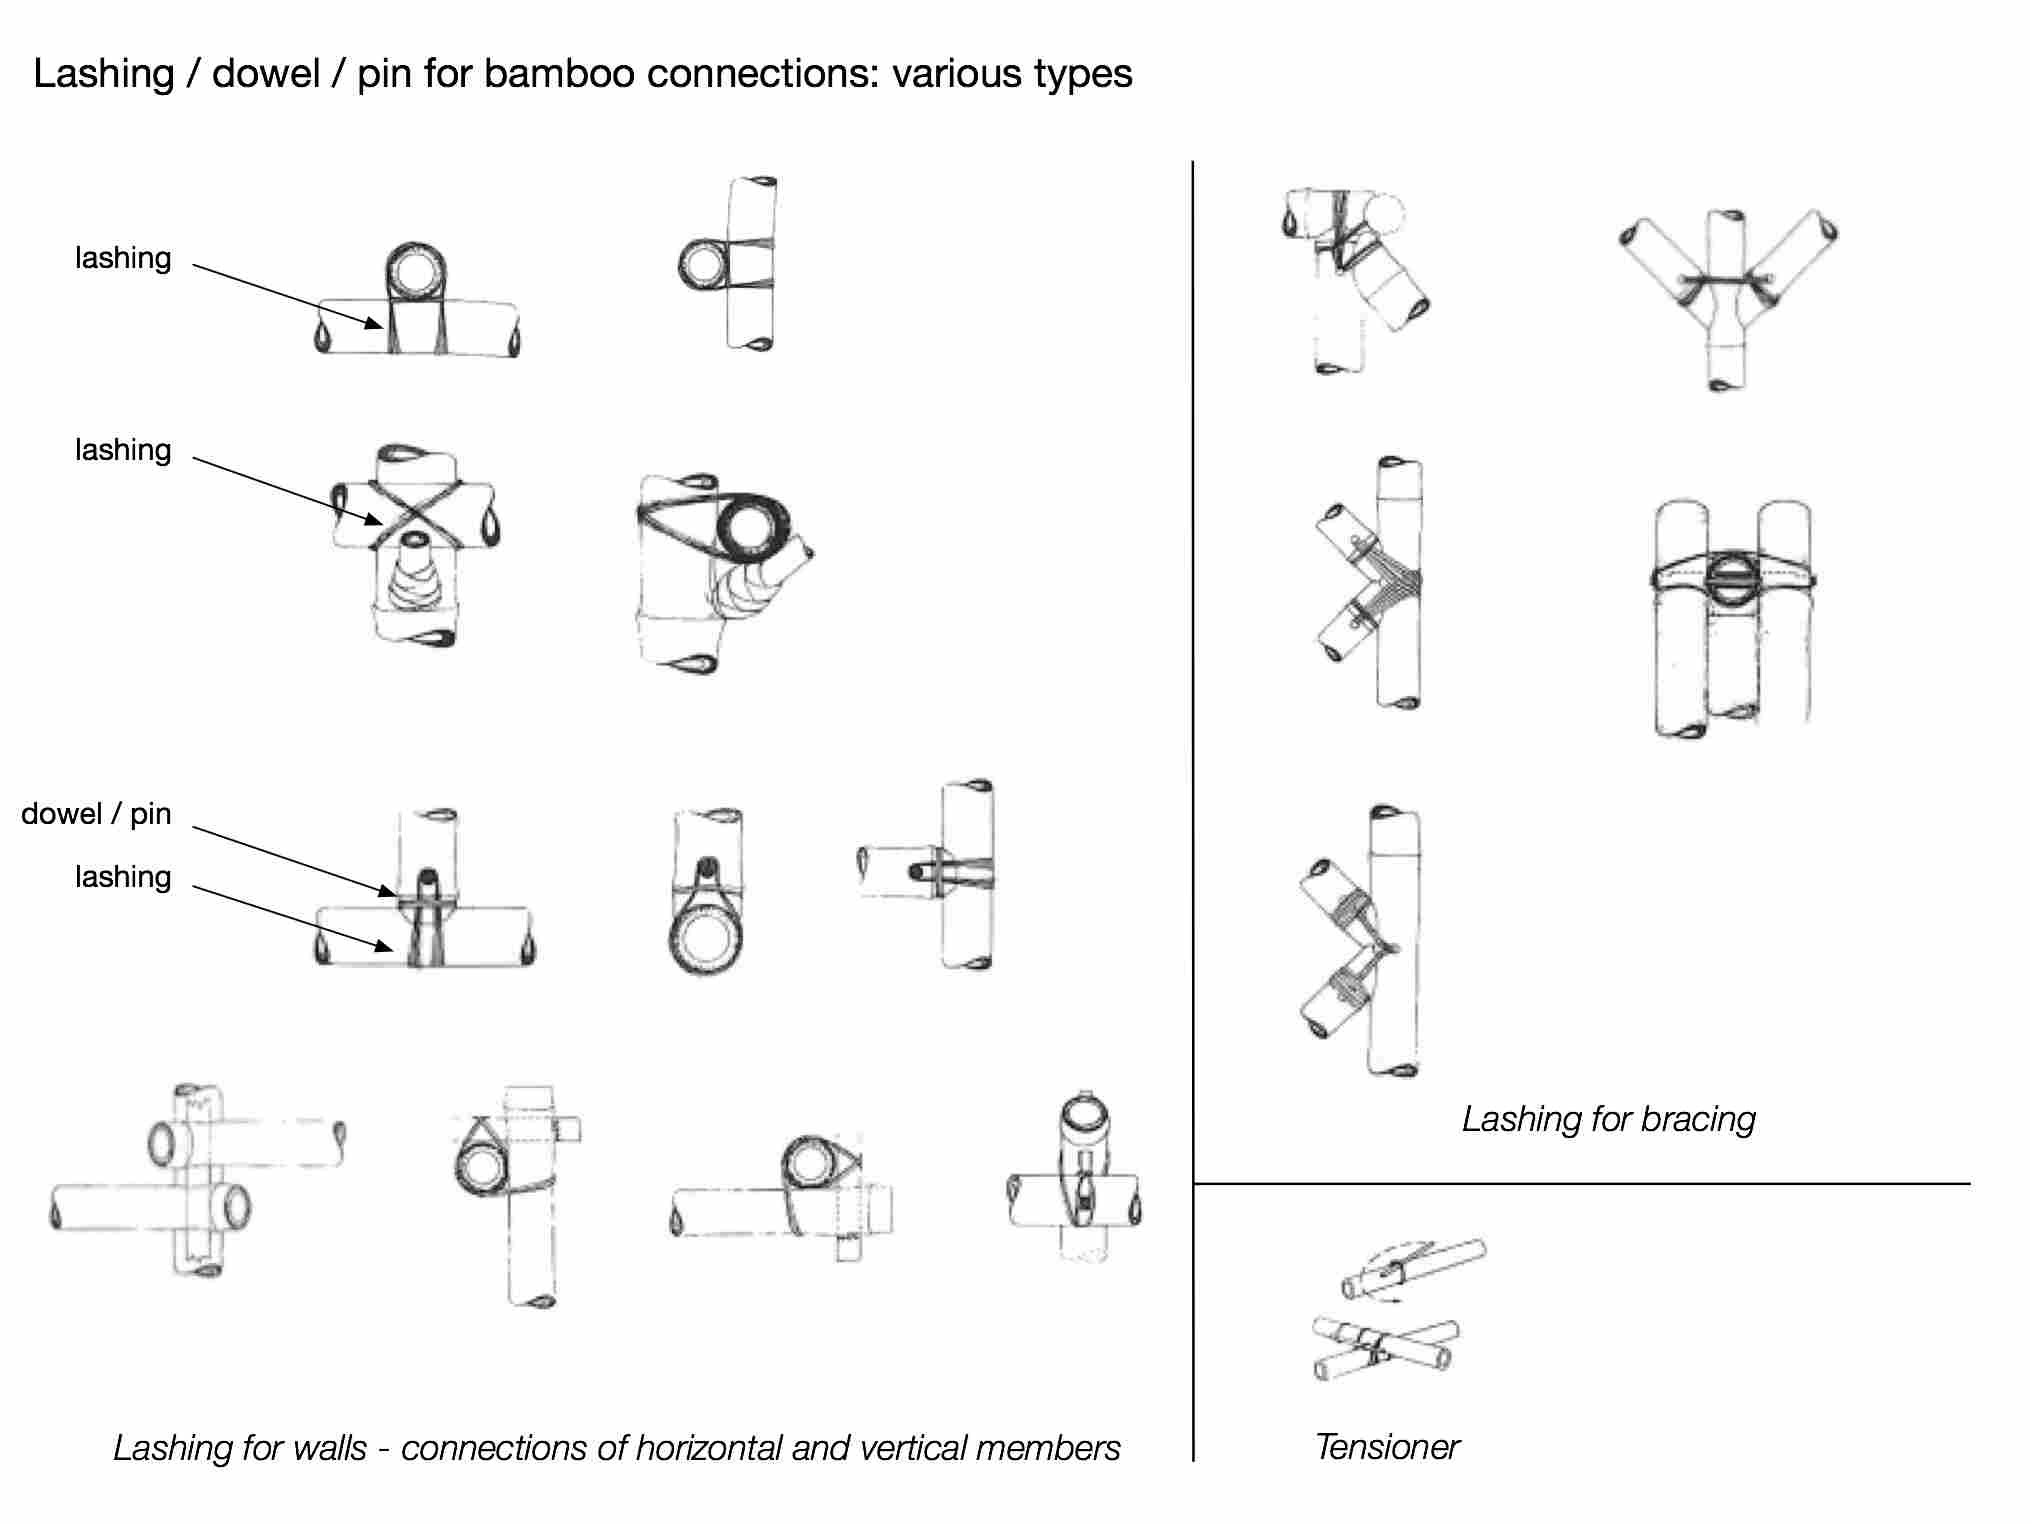 Lashing / dowel / pin for bamboo connections: various types
lashing
lashing
dowel / pin
lashing
Lashing for walls - connections of horizontal and vertical members
Lashing for bracing
Tensioner